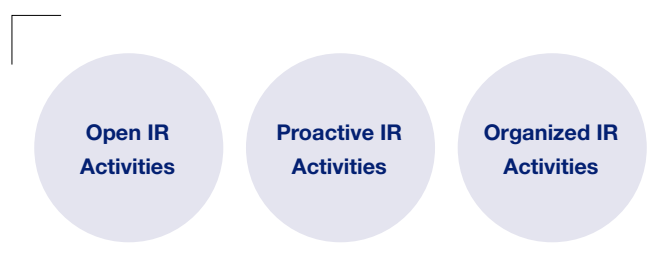 Open IR
Activities
Proactive IR
Activities
Organized IR
Activities